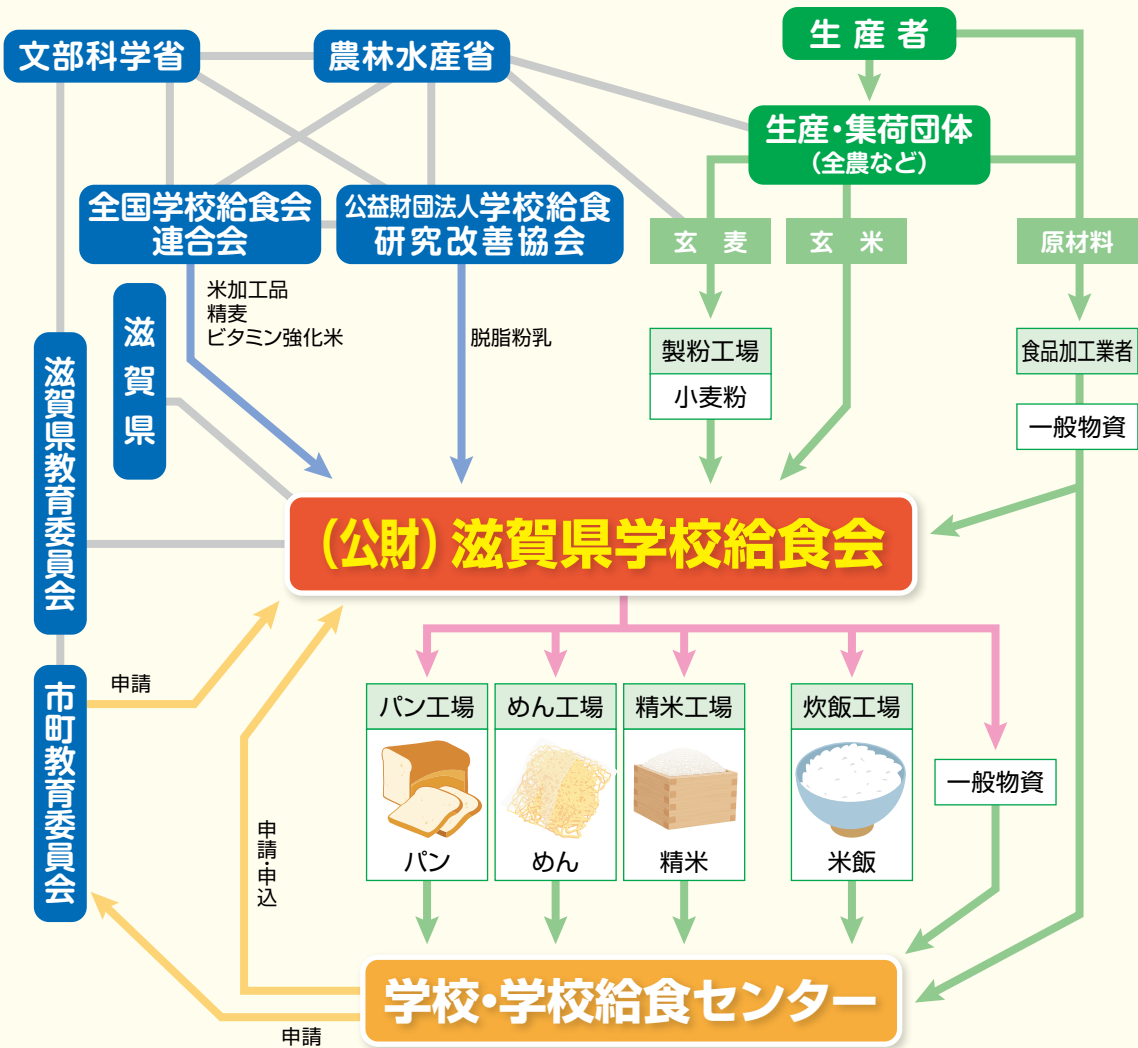 文部科学省
農林水産省
生産者
生産・集荷団体
(全農など)
全国学校給食会
連合会
公益財団法人学校給食
研究改善協会
玄麦
玄米
原材料
米加工品
精麦
ビタミン強化米
脱脂粉乳
滋賀県
製粉工場
小麦粉
食品加工業者
一般物資
滋賀県教育委員会
(公財)滋賀県学校給食会
市町教育委員会
申請
パン工場
めん工場
精米工場
炊飯工場
一般物資
パン
めん
精米
米飯
申請・申込
学校・学校給食センター
申請